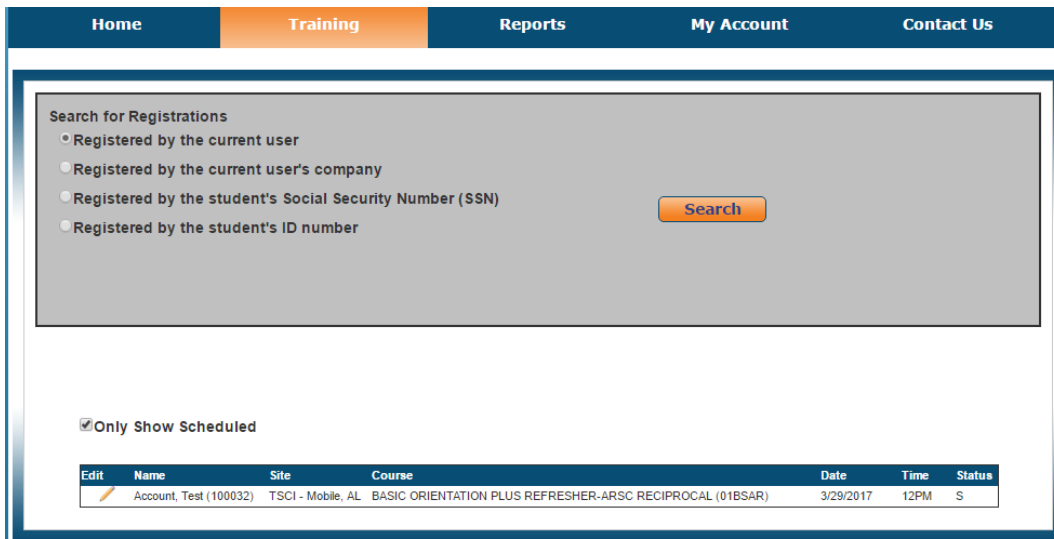 Home Training Reports My Account Contact Us
Search for Registrations
Registered by the current user
Registered by the current user's company
Registered by the student's Social Security Number (SSN)
Search
Registered by the student's ID number
Only Show Scheduled
Edit Name Site Course Date Time Status
Account, Test (100032) TSCI - Mobile, AL BASIC ORIENTATION PLUS REFRESHER-ARSC RECIPROCAL (01BSAR) 3/29/2017 12PM S